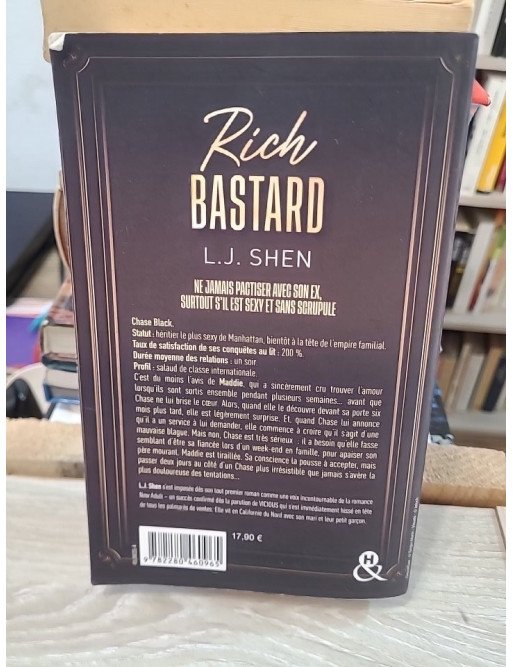 Rich
BASTARD
L.J. SHEN
NE JAMAIS PACTISER AVEC SON EX,
SURTOUT S'IL EST SEXY ET SANS SCRUPULE
Chase Black,
Statut : héritier le plus sexy de Manhattan, bientôt à la tête de l'empire familial.
Taux de satisfaction de ses conquêtes au lit : 200 %.
Durée moyenne des relations : un soir.
Profil : salaud de classe internationale.
C'est du moins l'avis de Maddie, qui a sincèrement cru trouver l'amour
lorsqu'ils sont sortis ensemble pendant plusieurs semaines... avant que
Chase ne lui brise le cœur. Alors, quand elle le découvre devant sa porte six
mois plus tard, elle est légèrement surprise. Et, quand Chase lui annonce
qu'il a un service à lui demander, elle commence à croire qu'il s'agit d'une
mauvaise blague. Mais non, Chase est très sérieux : il a besoin qu'elle fasse
semblant d'être sa fiancée lors d'un week-end en famille, pour apaiser son
père mourant. Maddie est tiraillée. Sa conscience la pousse à accepter, mais
passer deux jours au côté d'un Chase plus irrésistible que jamais s'avère la
plus douloureuse des tentations...
L.J. Shen s'est imposée dès son tout premier roman comme une voix incontournable de la romance
New Adult – un succès confirmé dès la parution de VICIOUS qui s'est immédiatement hissé en tête
de tous les palmarès de ventes. Elle vit en Californie du Nord avec son mari et leur petit garçon.
17,90 €
9 782280 460965
H
&